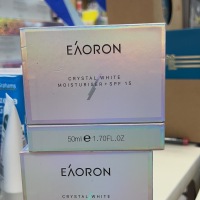 EAORON
CRYSTAL WHITE
MOISTURISER + SPF 15
50ml e 1.70FL.OZ
EAORON
CRYSTAL WHITE